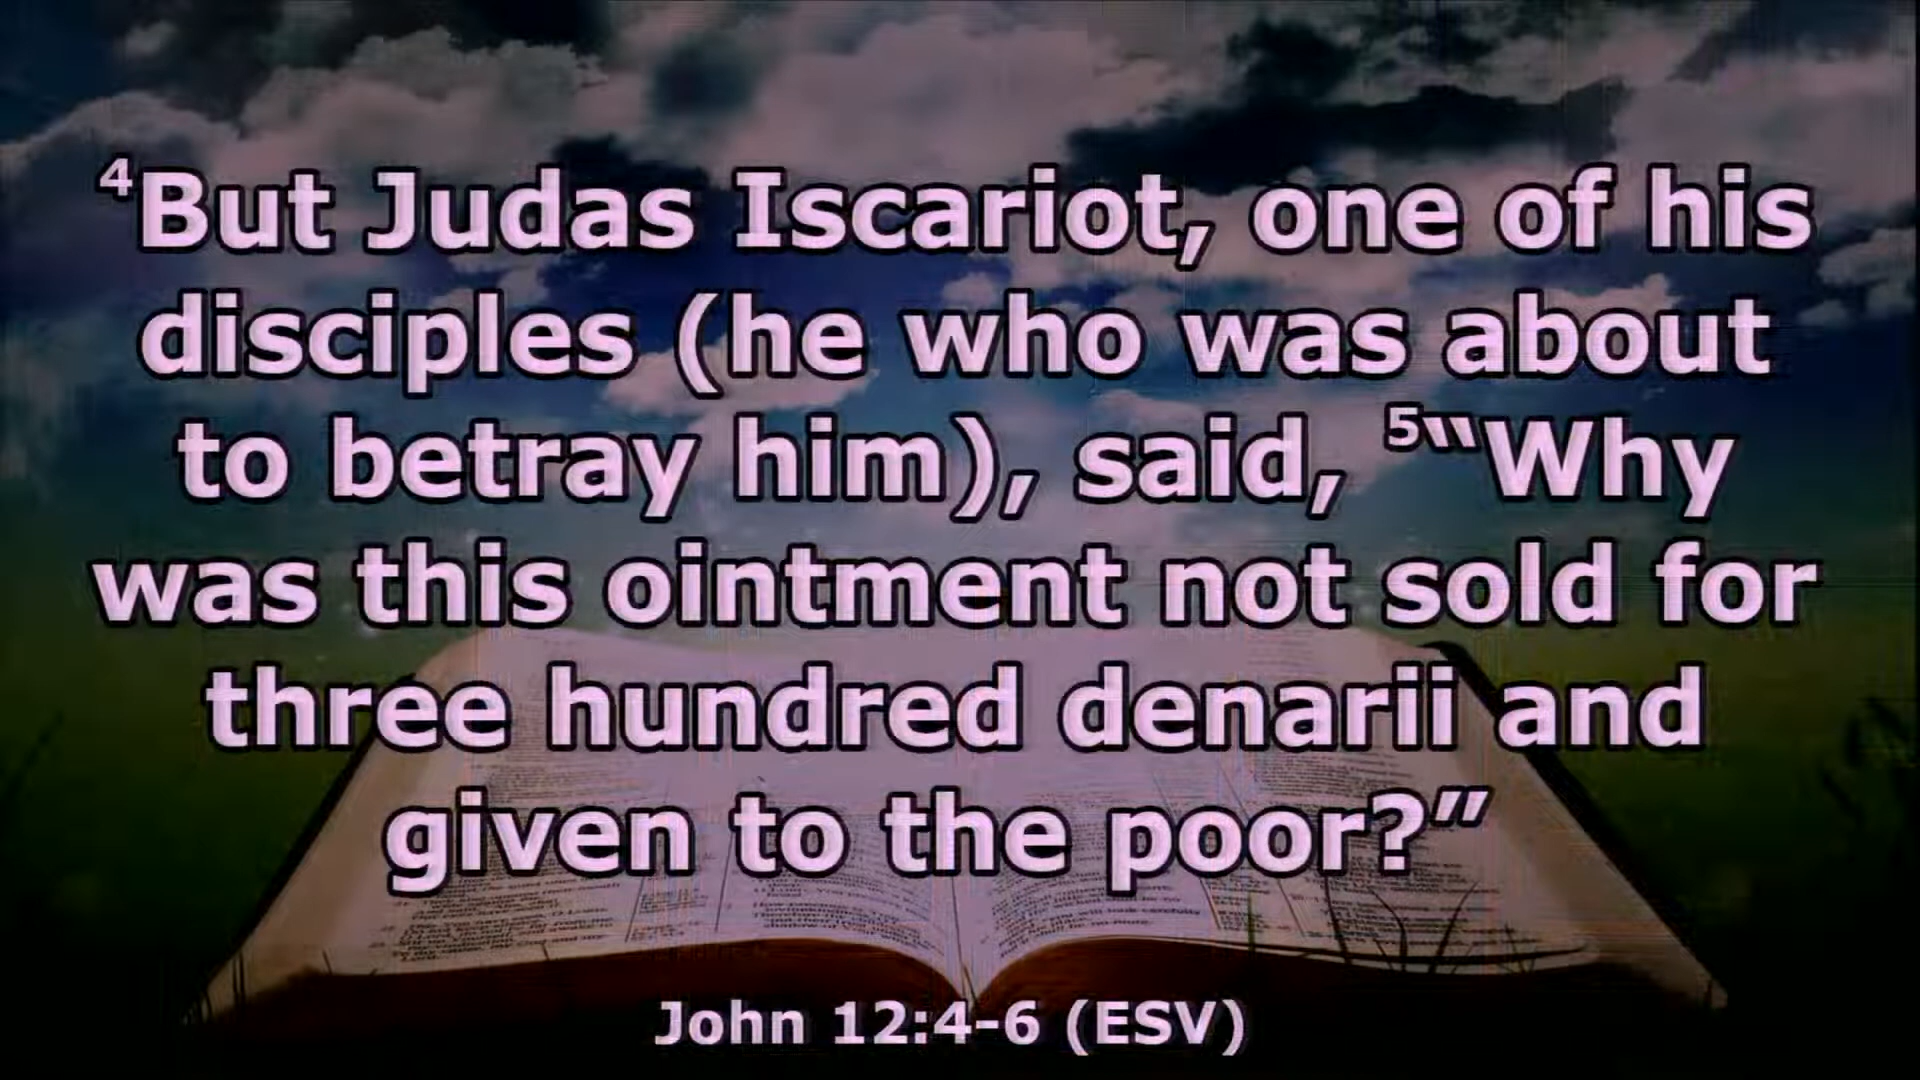 ⁴But Judas Iscariot, one of his
disciples (he who was about
to betray him), said, ⁵“Why
was this ointment not sold for
three hundred denarii and
given to the poor?”
John 12:4-6 (ESV)